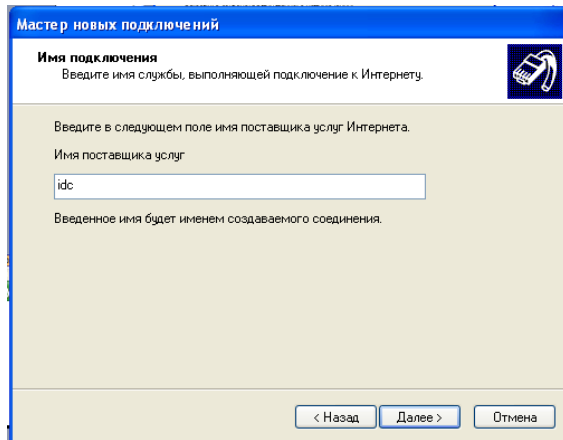 Мастер новых подключений
Имя подключения
Введите имя службы, выполняющей подключение к Интернету.
Введите в следующем поле имя поставщика услуг Интернета.
Имя поставщика услуг
idc
Введенное имя будет именем создаваемого соединения.
< Назад Далее > Отмена